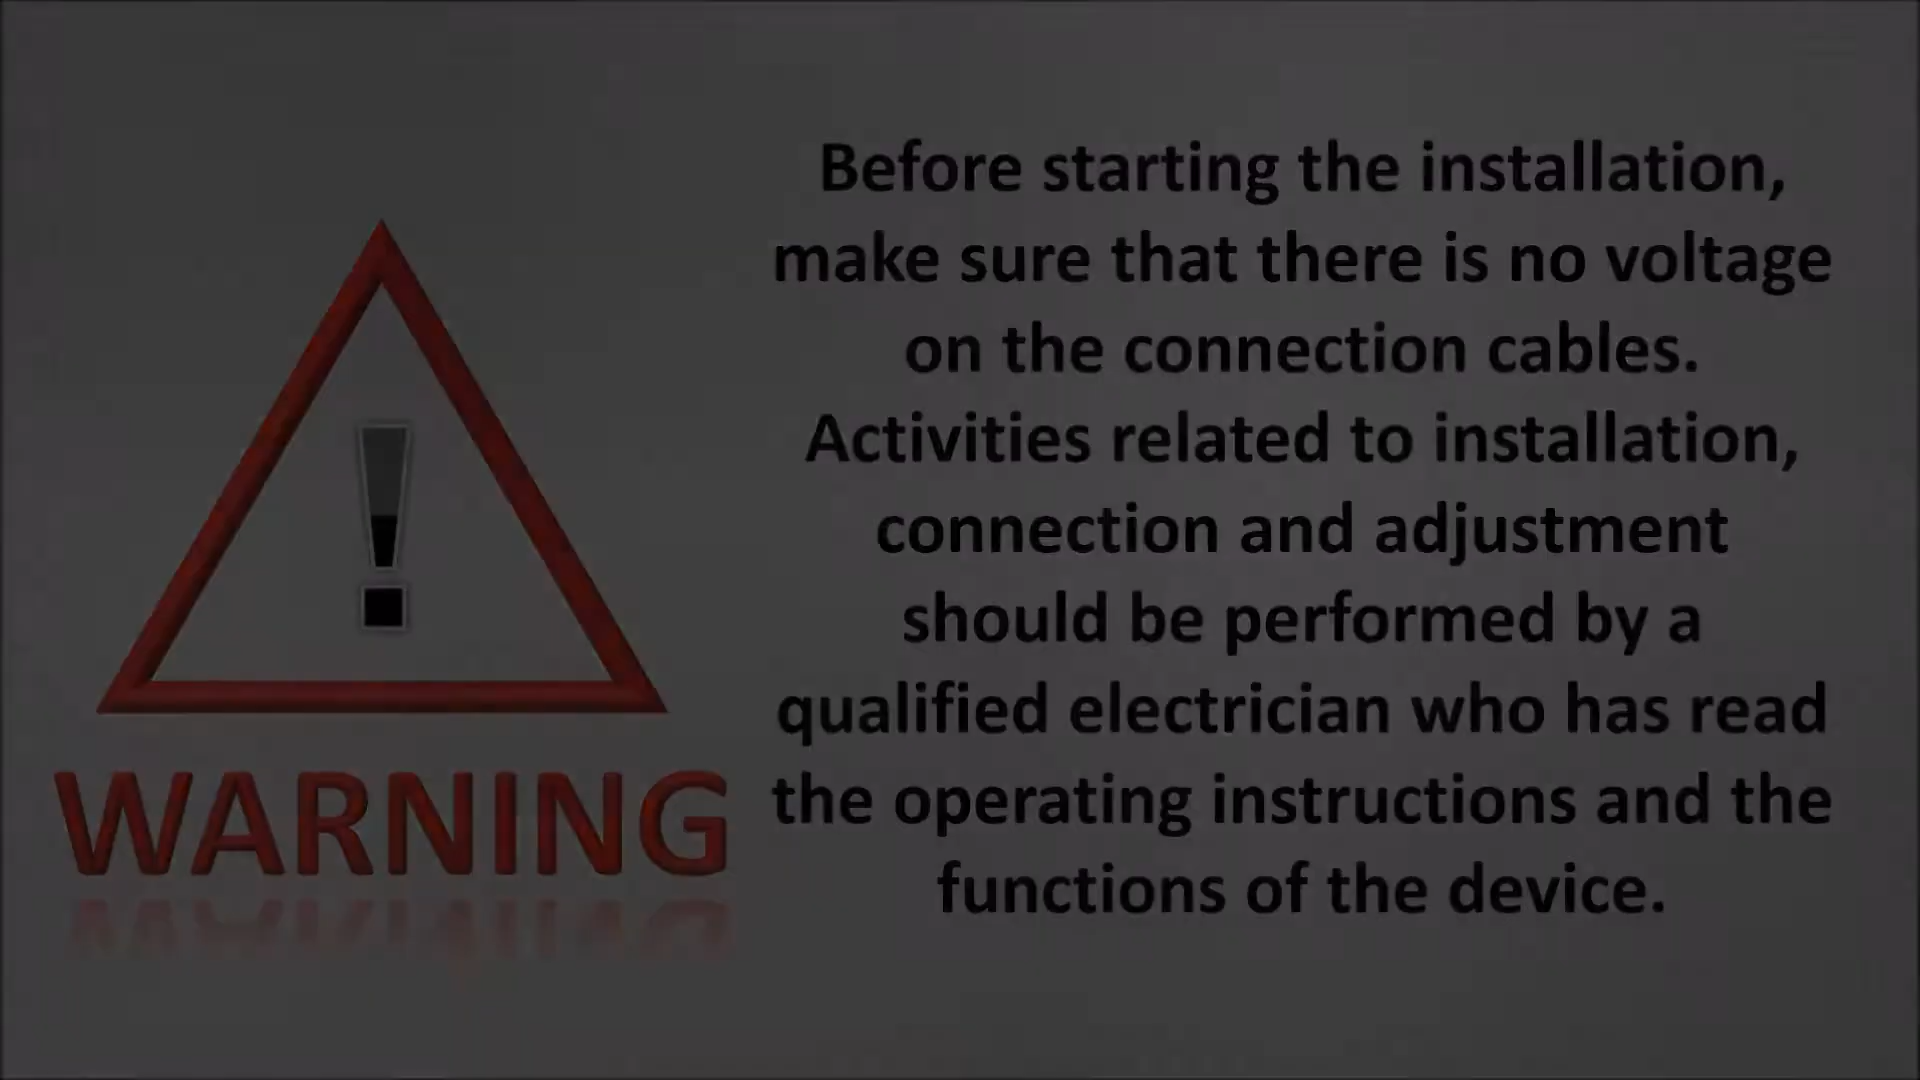 Before starting the installation,
make sure that there is no voltage
on the connection cables.
Activities related to installation,
connection and adjustment
should be performed by a
qualified electrician who has read
the operating instructions and the
functions of the device.
!
WARNING